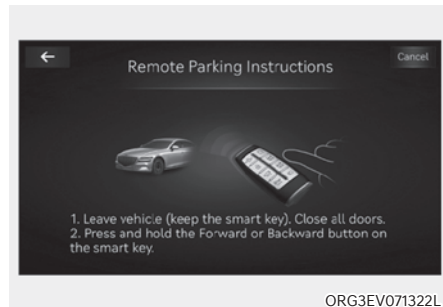 Cancel
Remote Parking Instructions
1. Leave vehicle (keep the smart key). Close all doors.
2. Press and hold the Forward or Backward button on
the smart key.
ORG3EV071322L